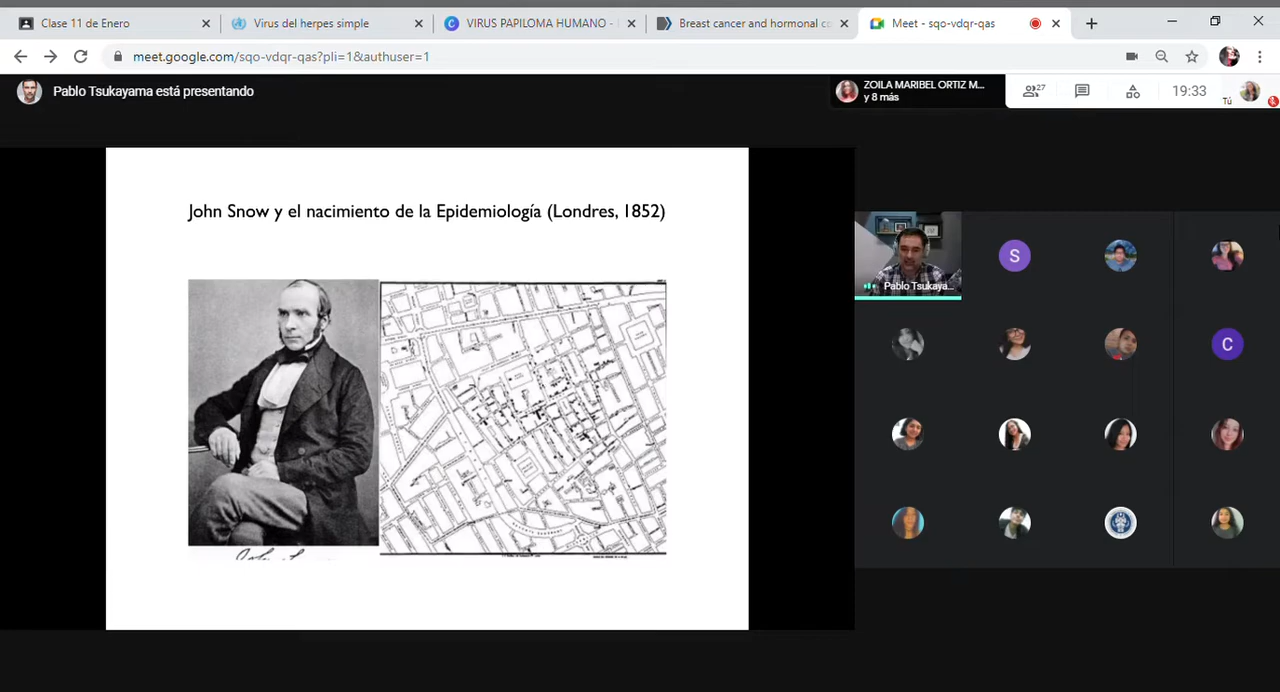 Clase 11 de Enero
Virus del herpes simple
VIRUS PAPILOMA HUMANO -
Breast cancer and hormonal co
Meet - sqo-vdqr-qas
meet.google.com/sqo-vdqr-qas?pli=1&authuser=1
Pablo Tsukayama está presentando
ZOILA MARIBEL ORTIZ M...
y 8 más
27
19:33
Tú
John Snow y el nacimiento de la Epidemiología (Londres, 1852)
Pablo Tsukaya...
S
C